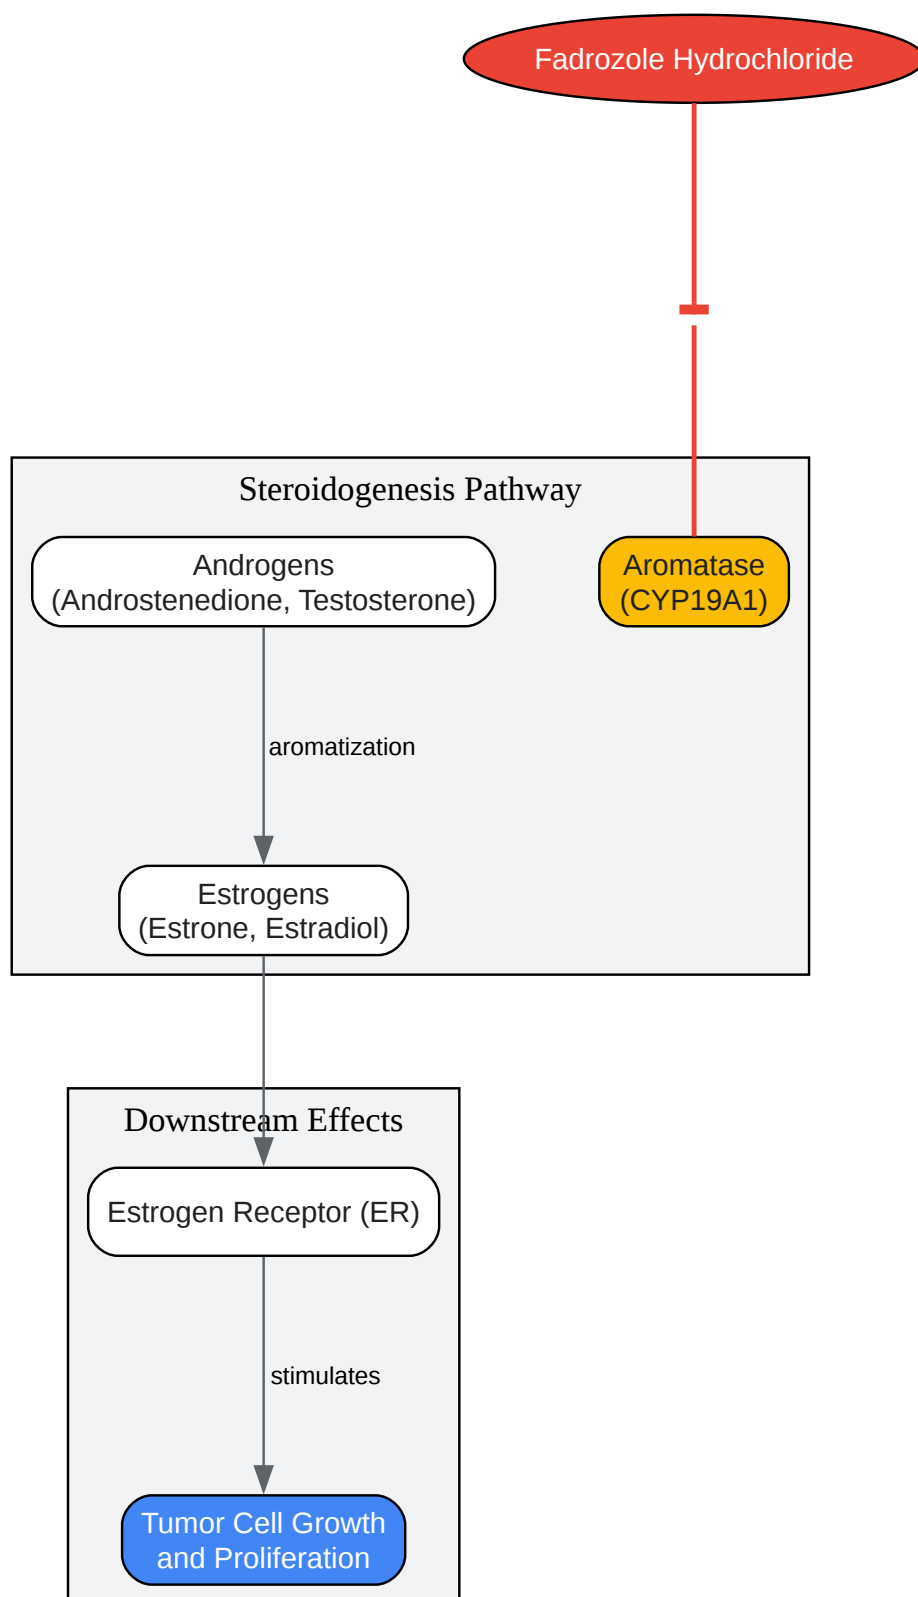 Fadrozole Hydrochloride
Steroidogenesis Pathway
Androgens
(Androstenedione, Testosterone)
Aromatase
(CYP19A1)
aromatization
Estrogens
(Estrone, Estradiol)
Downstream Effects
Estrogen Receptor (ER)
stimulates
Tumor Cell Growth
and Proliferation